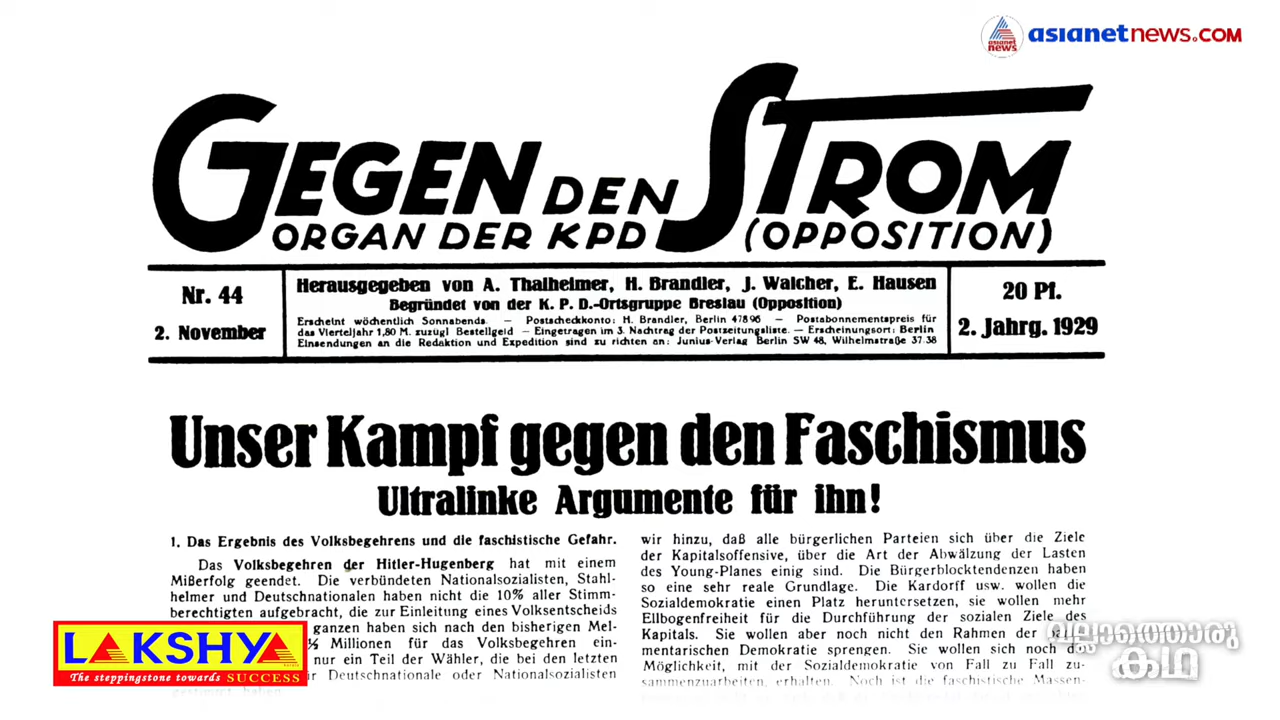 asianet news
asianetnews.COM
GEGEN DEN STROM
ORGAN DER KPD (OPPOSITION)
Nr. 44
2. November
Herausgegeben von A. Thalheimer, H. Brandler, J. Walcher, E. Hausen
Begründet von der K. P. D.-Ortsgruppe Breslau (Opposition)
Erscheint wöchentlich Sonnabends. — Postscheckkonto: H. Brandler, Berlin 47896 — Postabonnementspreis für
das Vierteljahr 1,80 M. zuzügl Bestellgeld — Eingetragen im 3. Nachtrag der Postzeitungsliste. — Erscheinungsort: Berlin
Einsendungen an die Redaktion und Expedition sind zu richten an: Junius-Verlag Berlin SW 48, Wilhelmstraße 37.38
20 Pf.
2. Jahrg. 1929
Unser Kampf gegen den Faschismus
Ultralinke Argumente für ihn!
1. Das Ergebnis des Volksbegehrens und die faschistische Gefahr.
Das Volksbegehren der Hitler-Hugenberg hat mit einem
Mißerfolg geendet. Die verbündeten Nationalsozialisten, Stahl-
helmer und Deutschnationalen haben nicht die 10% aller Stimm-
berechtigten aufgebracht, die zur Einleitung eines Volksentscheids
ganzen haben sich nach den bisherigen Mel-
Millionen für das Volksbegehren ein-
nur ein Teil der Wähler, die bei den letzten
Deutschnationale oder Nationalsozialisten
wir hinzu, daß alle bürgerlichen Parteien sich über die Ziele
der Kapitalsoffensive, über die Art der Abwälzung der Lasten
des Young-Planes einig sind. Die Bürgerblocktendenzen haben
so eine sehr reale Grundlage. Die Kardorff usw. wollen die
Sozialdemokratie einen Platz heruntersetzen, sie wollen mehr
Ellbogenfreiheit für die Durchführung der sozialen Ziele des
Kapitals. Sie wollen aber noch nicht den Rahmen der
mentarischen Demokratie sprengen. Sie wollen sich noch
Möglichkeit, mit der Sozialdemokratie von Fall zu Fall zu-
sammenzuarbeiten, erhalten. Noch ist die faschistische Massen-
LAKSHYA
The steppingstone towards SUCCESS
വല്ലാത്തൊരു
കഥ